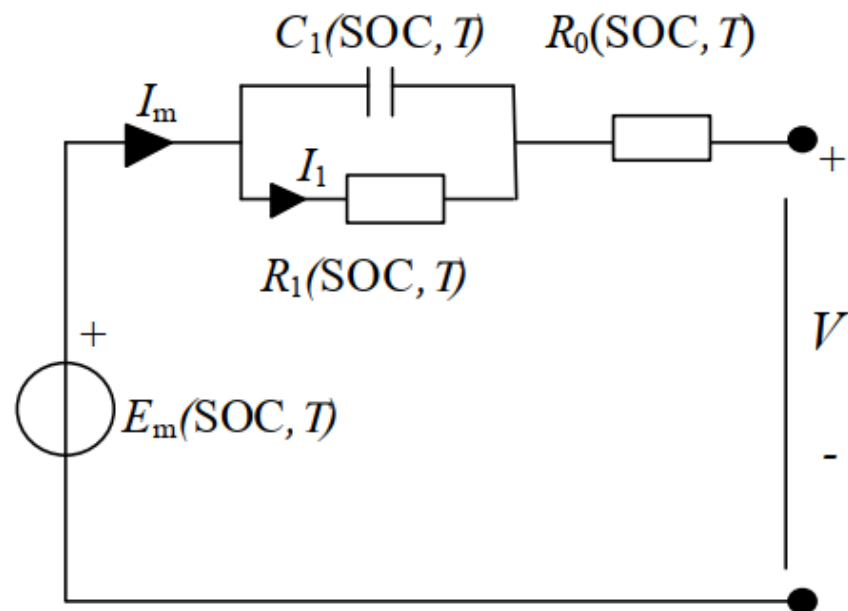 C₁(SOC, T)
R₀(SOC, T)
Iₘ
I₁
R₁(SOC, T)
+
+
Eₘ(SOC, T)
V
-